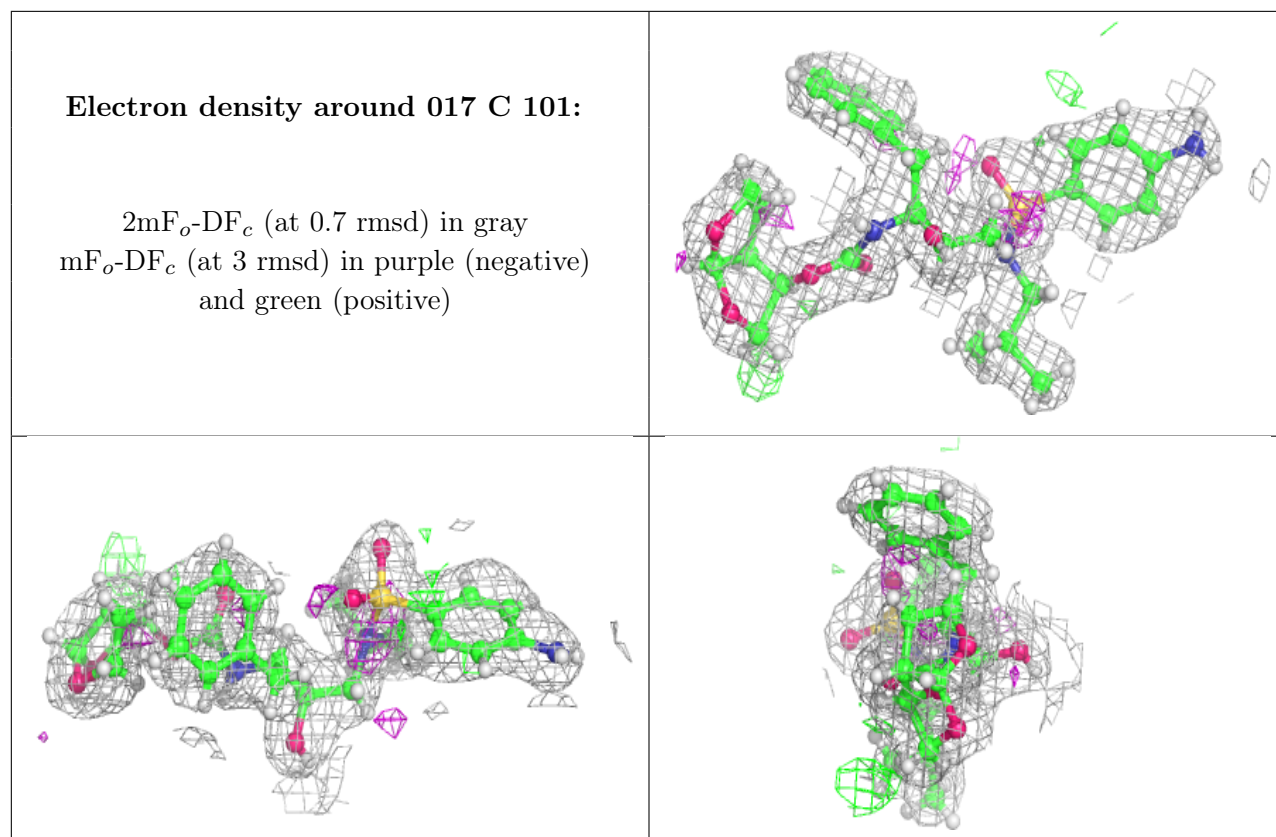 Electron density around 017 C 101:
2mFo-DFc (at 0.7 rmsd) in gray
mFo-DFc (at 3 rmsd) in purple (negative)
and green (positive)